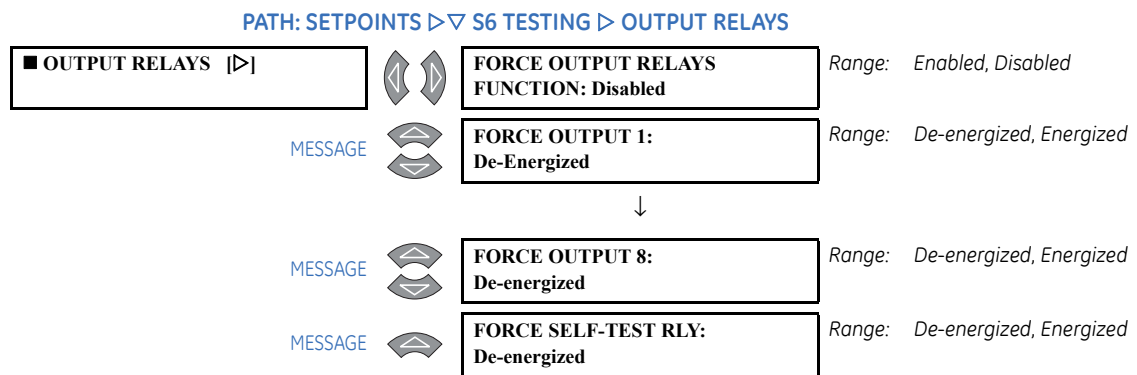 PATH: SETPOINTS ▷▽ S6 TESTING ▷ OUTPUT RELAYS
■ OUTPUT RELAYS [▷]
FORCE OUTPUT RELAYS
FUNCTION: Disabled
Range: Enabled, Disabled
MESSAGE
FORCE OUTPUT 1:
De-Energized
Range: De-energized, Energized
↓
MESSAGE
FORCE OUTPUT 8:
De-energized
Range: De-energized, Energized
MESSAGE
FORCE SELF-TEST RLY:
De-energized
Range: De-energized, Energized